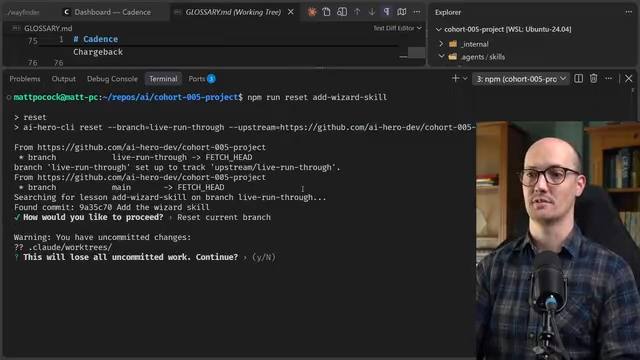 ./wayfinder
C Dashboard — Cadence
GLOSSARY.md (Working Tree)
Explorer
GLOSSARY.md
Text Diff Editor
75 1 # Cadence
Chargeback
76 76
cohort-005-project [WSL: Ubuntu-24.04]
_internal
.agents / skills
Problems Output Debug Console Terminal Ports 3
3: npm (cohort-005-pro
mattpocock@matt-pc:~/repos/ai/cohort-005-project$ npm run reset add-wizard-skill
> reset
> ai-hero-cli reset --branch=live-run-through --upstream=https://github.com/ai-hero-dev/cohort-005-
From https://github.com/ai-hero-dev/cohort-005-project
* branch live-run-through -> FETCH_HEAD
branch 'live-run-through' set up to track 'upstream/live-run-through'.
From https://github.com/ai-hero-dev/cohort-005-project
* branch main -> FETCH_HEAD
Searching for lesson add-wizard-skill on branch live-run-through...
Found commit: 9a35c70 Add the wizard skill
✔ How would you like to proceed? › Reset current branch
Warning: You have uncommitted changes:
?? .claude/worktrees/
? This will lose all uncommitted work. Continue? › (y/N)